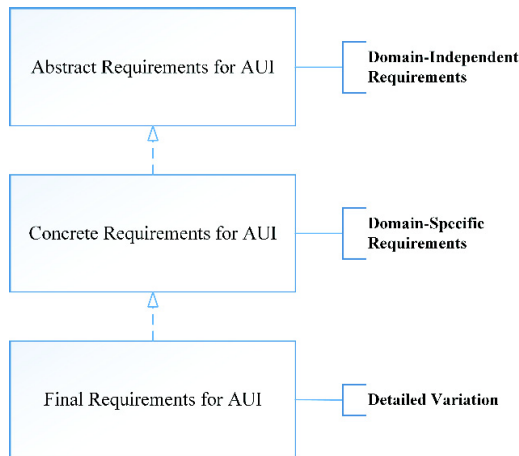 Abstract Requirements for AUI
Domain-Independent
Requirements
Concrete Requirements for AUI
Domain-Specific
Requirements
Final Requirements for AUI
Detailed Variation